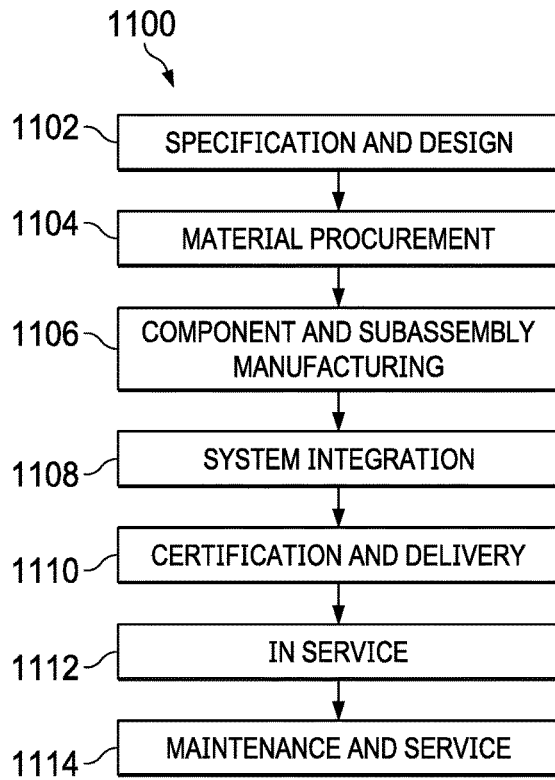 1100
1102
SPECIFICATION AND DESIGN
1104
MATERIAL PROCUREMENT
1106
COMPONENT AND SUBASSEMBLY
MANUFACTURING
1108
SYSTEM INTEGRATION
1110
CERTIFICATION AND DELIVERY
1112
IN SERVICE
1114
MAINTENANCE AND SERVICE